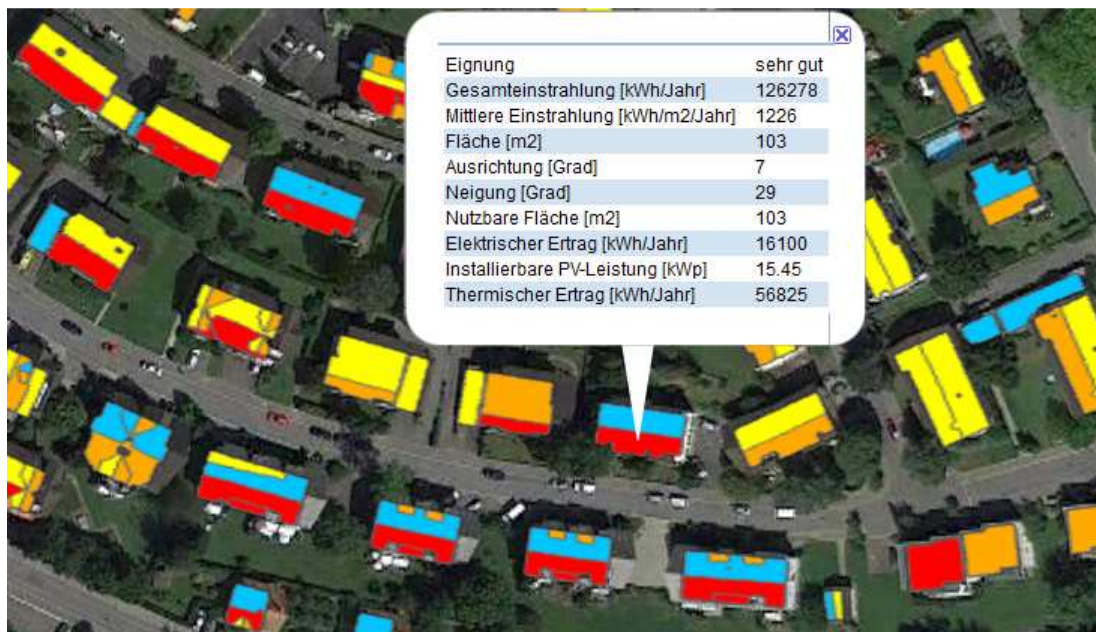 Eignung sehr gut
Gesamteinstrahlung [kWh/Jahr] 126278
Mittlere Einstrahlung [kWh/m2/Jahr] 1226
Fläche [m2] 103
Ausrichtung [Grad] 7
Neigung [Grad] 29
Nutzbare Fläche [m2] 103
Elektrischer Ertrag [kWh/Jahr] 16100
Installierbare PV-Leistung [kWp] 15.45
Thermischer Ertrag [kWh/Jahr] 56825